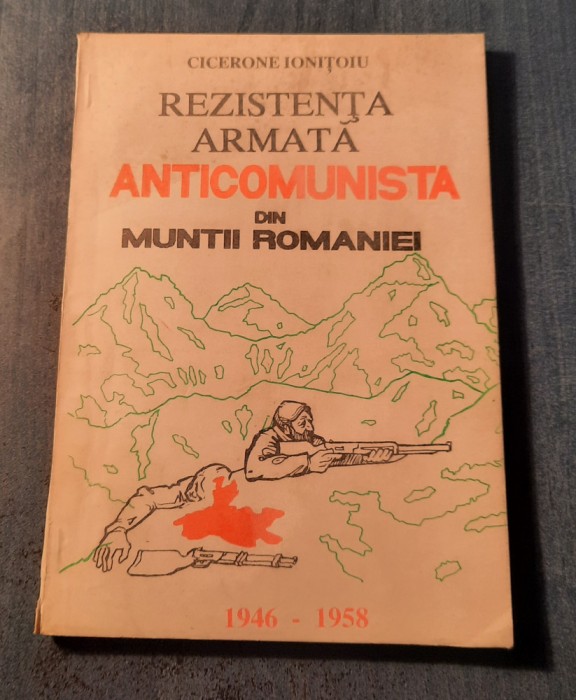 CICERONE IONIȚOIU
REZISTENȚA
ARMATĂ
ANTICOMUNISTA
DIN
MUNTII ROMANIEI
1946 - 1958